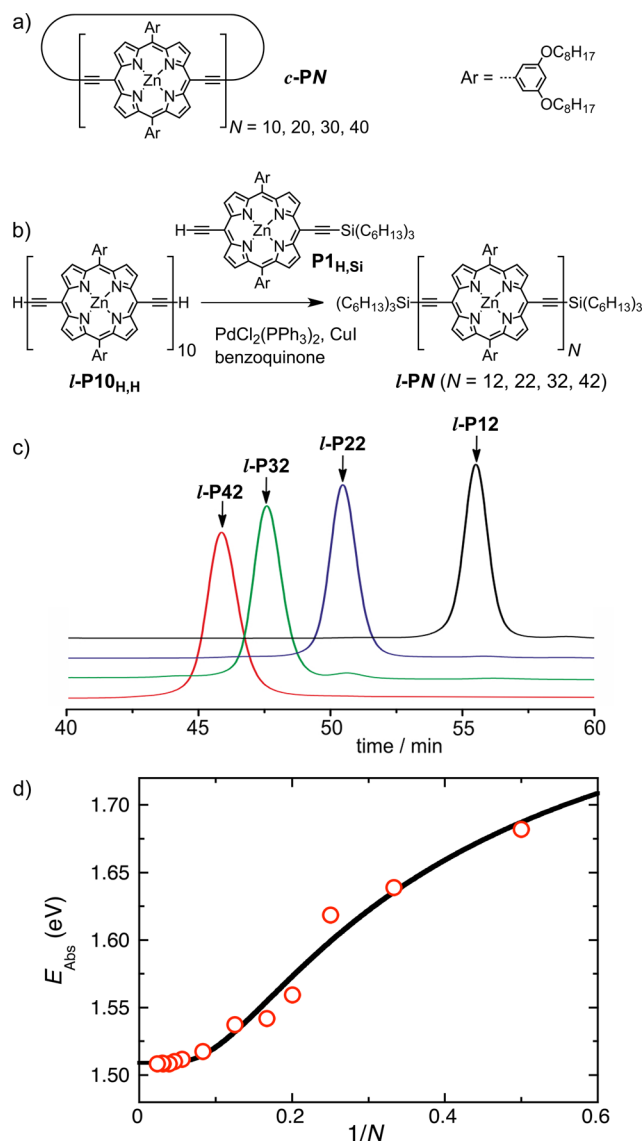 a)
Ar
Zn
N
N
N
N
Ar
N = 10, 20, 30, 40
c-PN
Ar =
OC8H17
OC8H17
b)
Ar
H
Zn
N
N
N
N
Si(C6H13)3
Ar
P1H,Si
Ar
H
Zn
N
N
N
N
H
Ar
10
l-P10H,H
PdCl2(PPh3)2, CuI
benzoquinone
Ar
(C6H13)3Si
Zn
N
N
N
N
Si(C6H13)3
Ar
N
l-PN (N = 12, 22, 32, 42)
c)
l-P42
l-P32
l-P22
l-P12
40 45 50 55 60
time / min
d)
1.70
1.65
1.60
1.55
1.50
EAbs (eV)
0 0.2 0.4 0.6
1/N